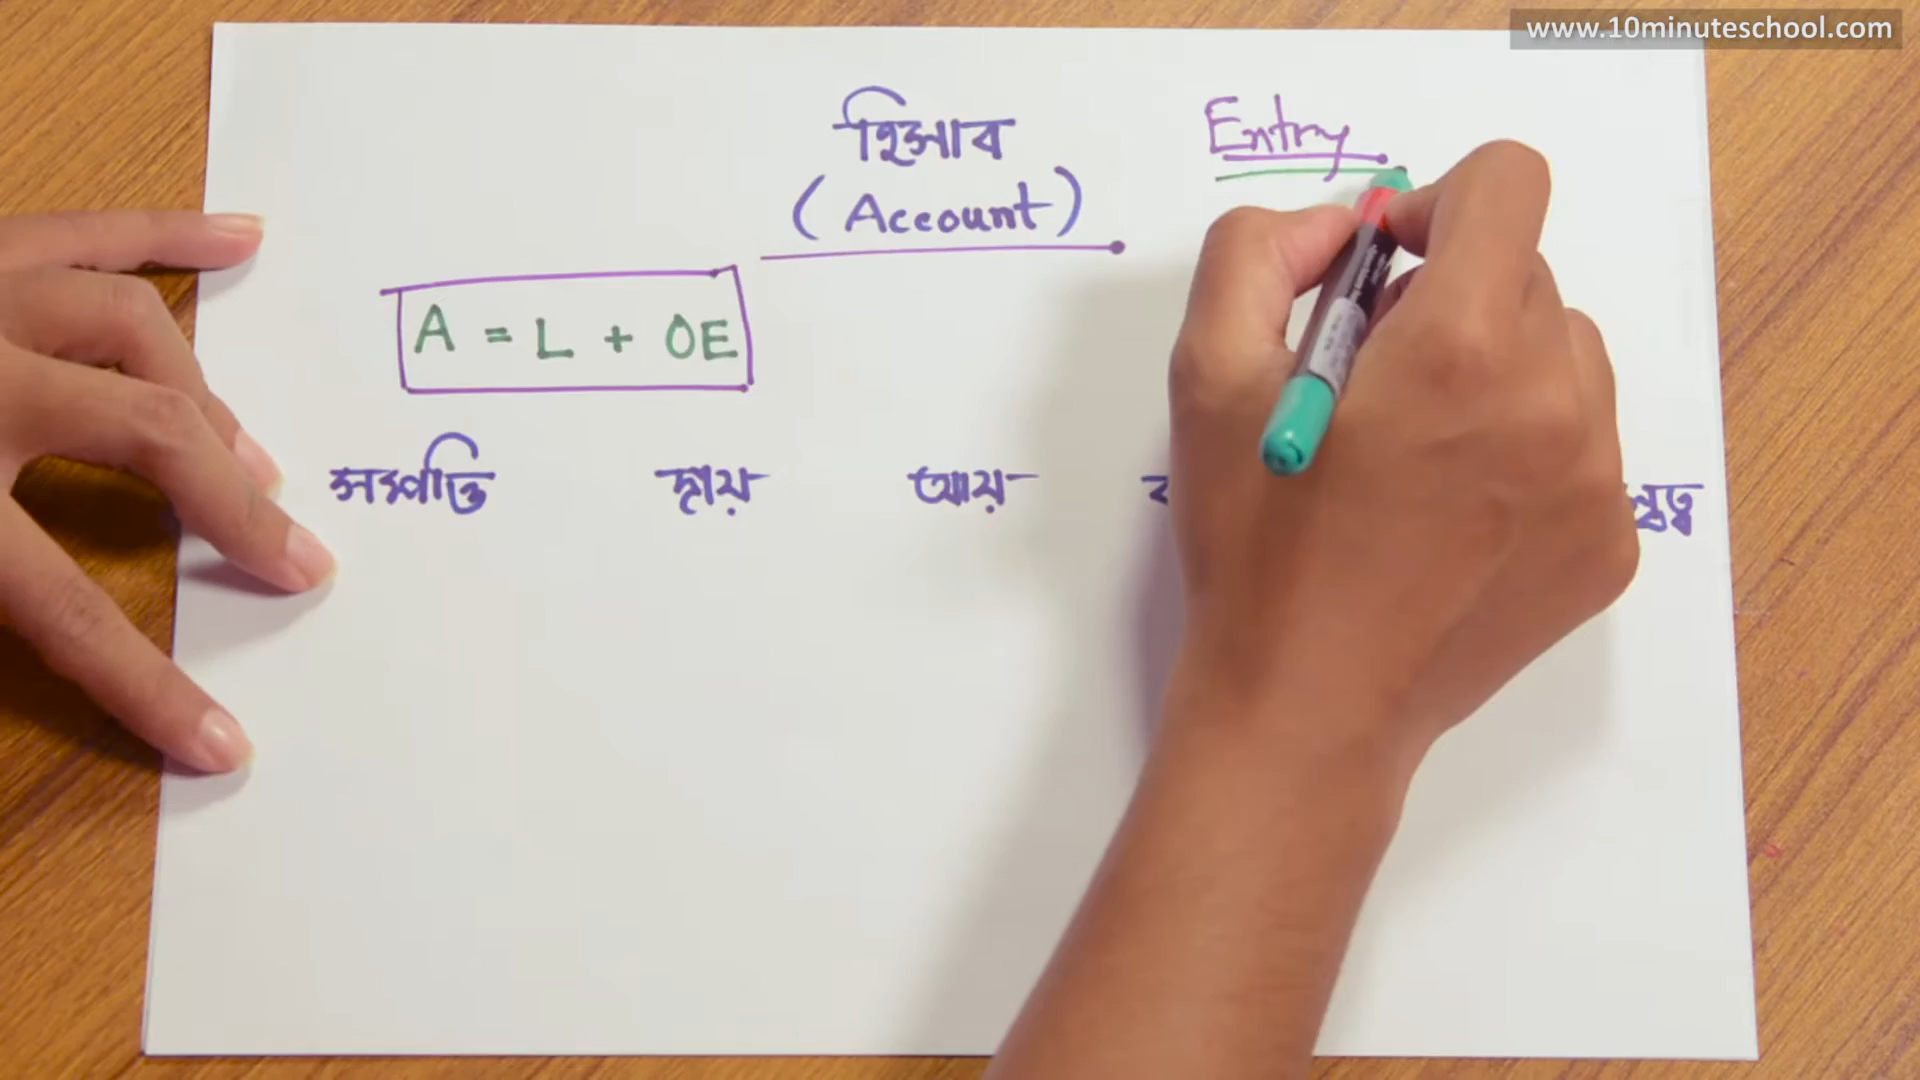 www.10minuteschool.com
হিসাব
Entry
(Account)
A = L + OE
সম্পত্তি দায় আয়